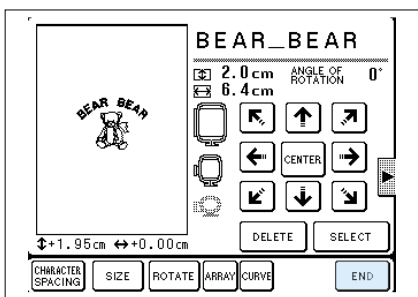 BEAR_BEAR
2.0cm
ANGLE OF ROTATION 0°
6.4cm
BEAR BEAR
CENTER
+1.95cm +0.00cm
DELETE
SELECT
CHARACTER SPACING
SIZE
ROTATE
ARRAY
CURVE
END